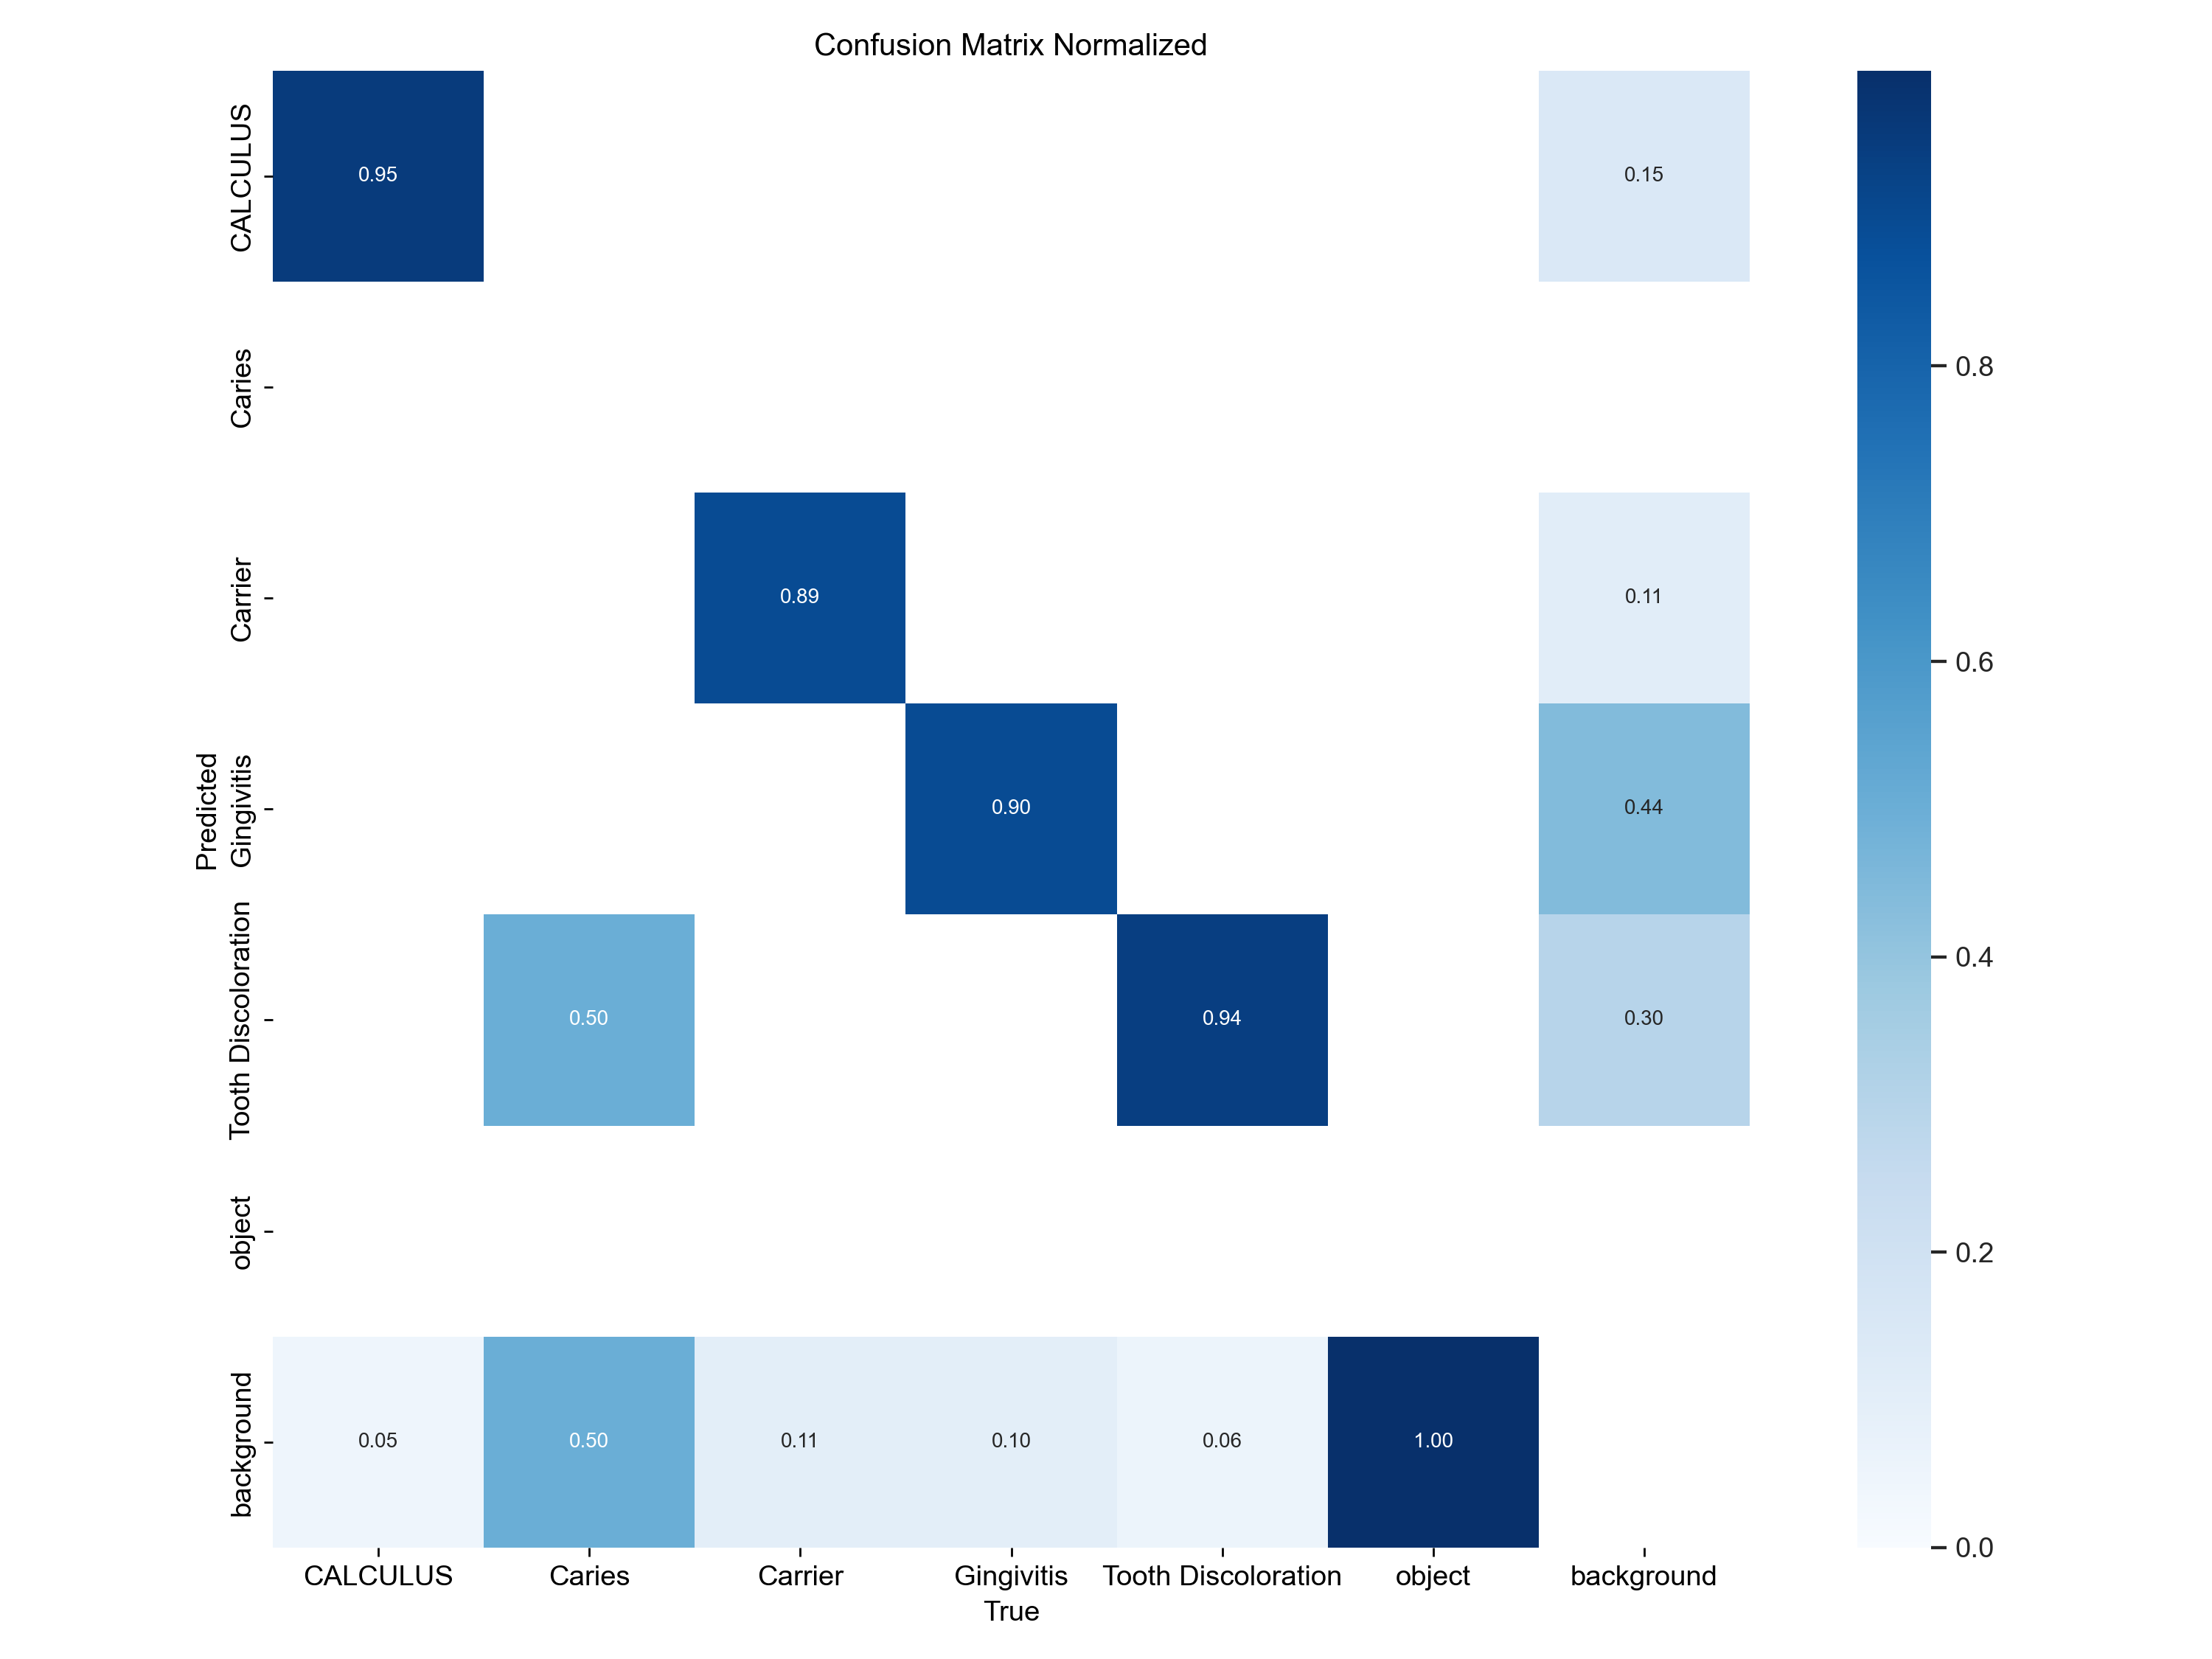 Confusion Matrix Normalized
CALCULUS
0.95
0.15
Caries
Carrier
0.89
0.11
Predicted
Gingivitis
0.90
0.44
Tooth Discoloration
0.50
0.94
0.30
object
background
0.05
0.50
0.11
0.10
0.06
1.00
CALCULUS
Caries
Carrier
Gingivitis
Tooth Discoloration
object
background
True
0.8
0.6
0.4
0.2
0.0